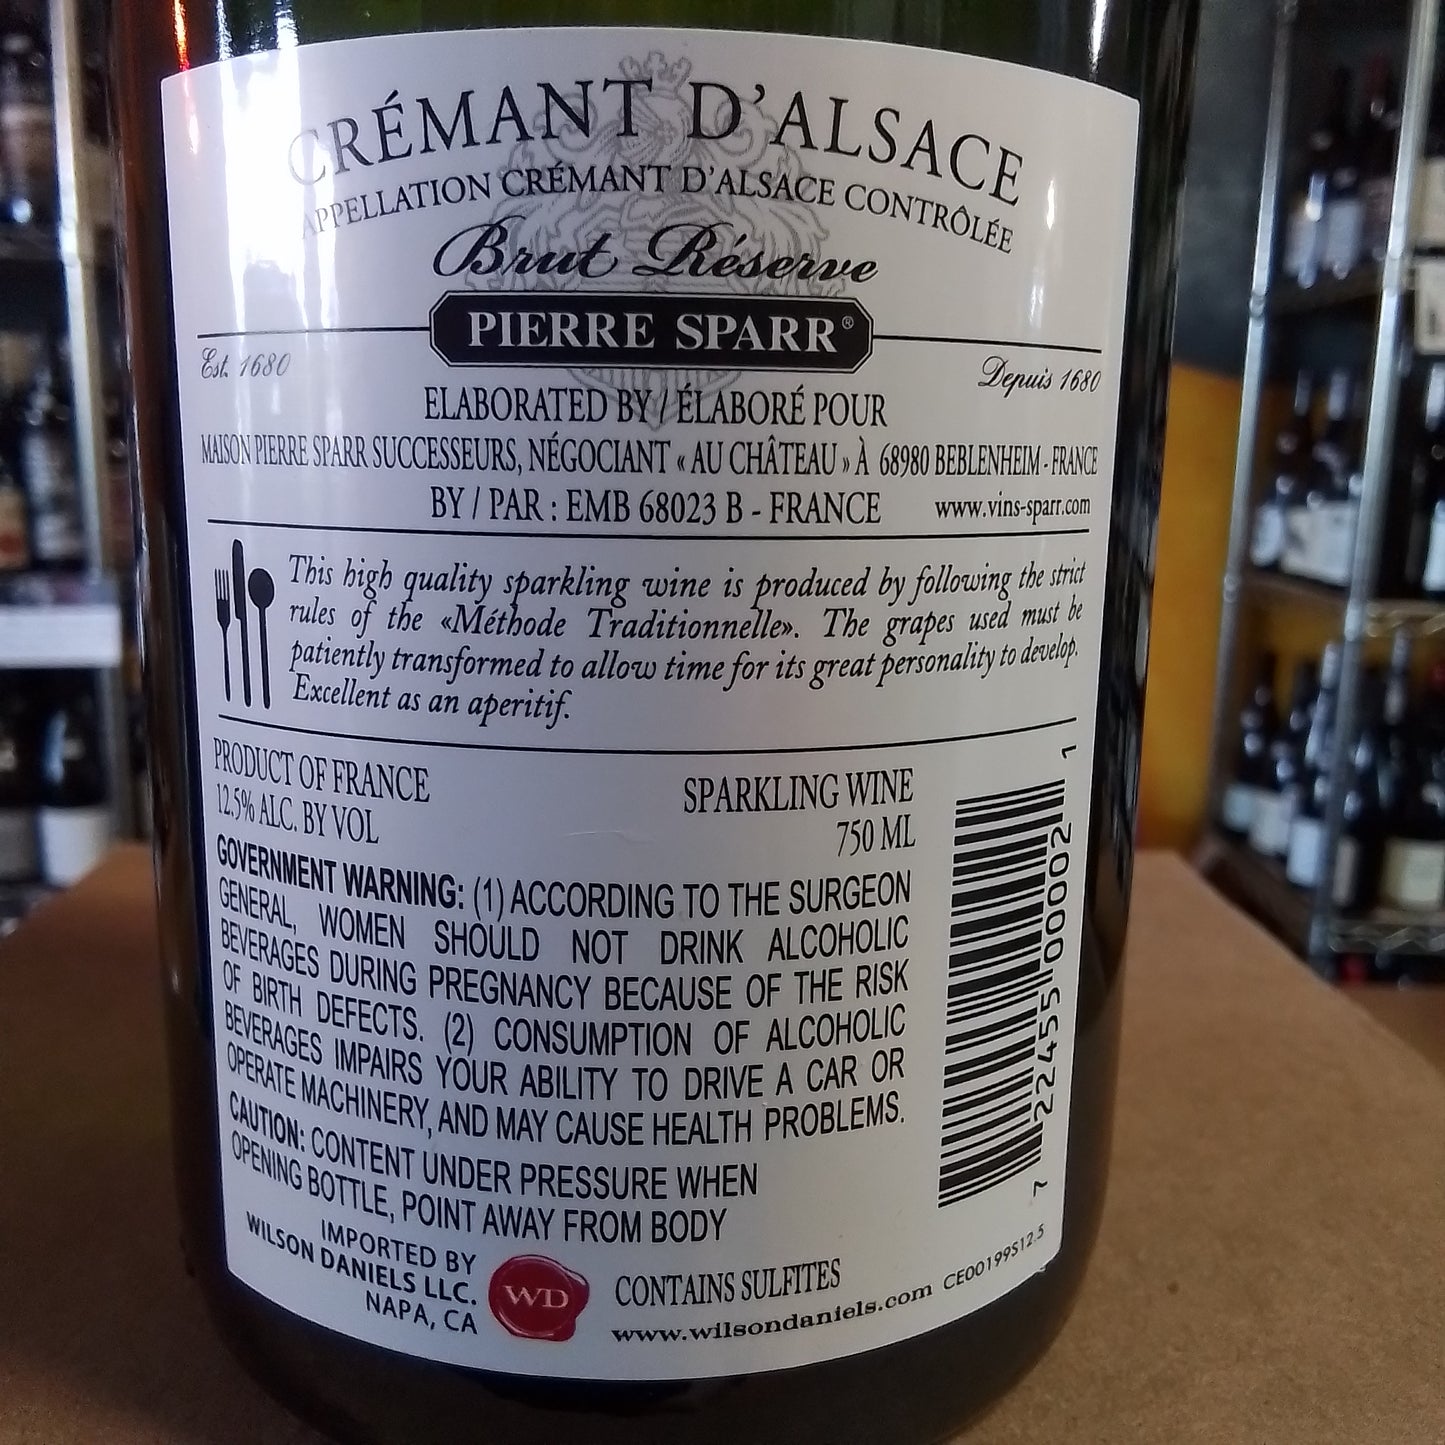 CRÉMANT D'ALSACE
APPELLATION CRÉMANT D'ALSACE CONTRÔLÉE
Brut Réserve
PIERRE SPARR®
Est. 1680
Depuis 1680
ELABORATED BY / ÉLABORÉ POUR
MAISON PIERRE SPARR SUCCESSEURS, NÉGOCIANT « AU CHÂTEAU » À 68980 BEBLENHEIM - FRANCE
BY / PAR : EMB 68023 B - FRANCE
www.vins-sparr.com
This high quality sparkling wine is produced by following the strict
rules of the «Méthode Traditionnelle». The grapes used must be
patiently transformed to allow time for its great personality to develop.
Excellent as an aperitif.
PRODUCT OF FRANCE
12.5% ALC. BY VOL
SPARKLING WINE
750 ML
GOVERNMENT WARNING: (1) ACCORDING TO THE SURGEON
GENERAL, WOMEN SHOULD NOT DRINK ALCOHOLIC
BEVERAGES DURING PREGNANCY BECAUSE OF THE RISK
OF BIRTH DEFECTS. (2) CONSUMPTION OF ALCOHOLIC
BEVERAGES IMPAIRS YOUR ABILITY TO DRIVE A CAR OR
OPERATE MACHINERY, AND MAY CAUSE HEALTH PROBLEMS.
CAUTION: CONTENT UNDER PRESSURE WHEN
OPENING BOTTLE, POINT AWAY FROM BODY
7 22455 00002 1
IMPORTED BY
WILSON DANIELS LLC.
NAPA, CA
WD
CONTAINS SULFITES
www.wilsondaniels.com
CE00199S12.5